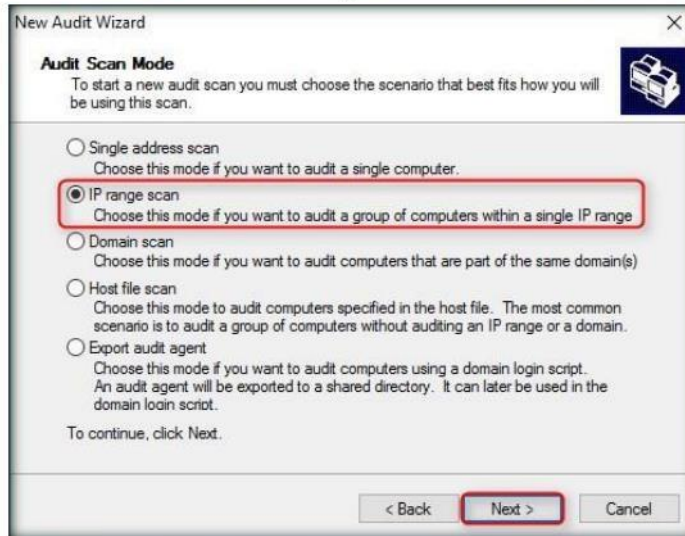 New Audit Wizard
Audit Scan Mode
To start a new audit scan you must choose the scenario that best fits how you will
be using this scan.
Single address scan
Choose this mode if you want to audit a single computer.
IP range scan
Choose this mode if you want to audit a group of computers within a single IP range
Domain scan
Choose this mode if you want to audit computers that are part of the same domain(s)
Host file scan
Choose this mode to audit computers specified in the host file. The most common
scenario is to audit a group of computers without auditing an IP range or a domain.
Export audit agent
Choose this mode if you want to audit computers using a domain login script.
An audit agent will be exported to a shared directory. It can later be used in the
domain login script.
To continue, click Next.
< Back Next > Cancel